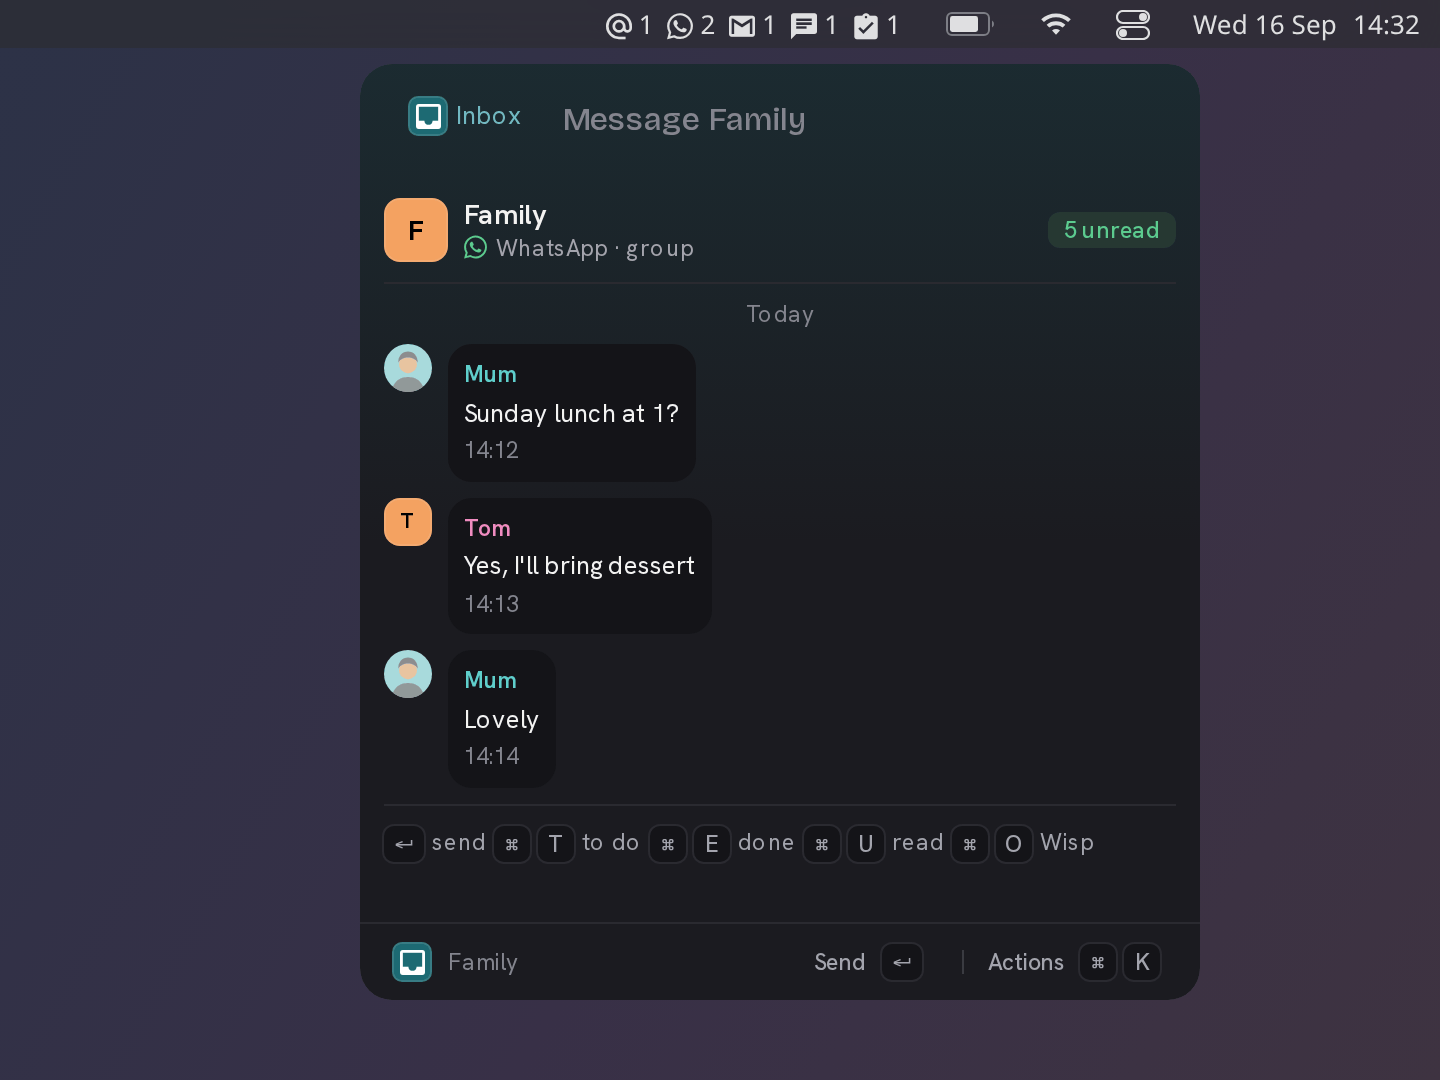 1 2 1 1 1 Wed 16 Sep 14:32
Inbox Message Family
F Family
WhatsApp · group
5 unread
Today
Mum
Sunday lunch at 1?
14:12
T Tom
Yes, I'll bring dessert
14:13
Mum
Lovely
14:14
↵ send ⌘ T to do ⌘ E done ⌘ U read ⌘ O Wisp
Family Send ↵ Actions ⌘ K